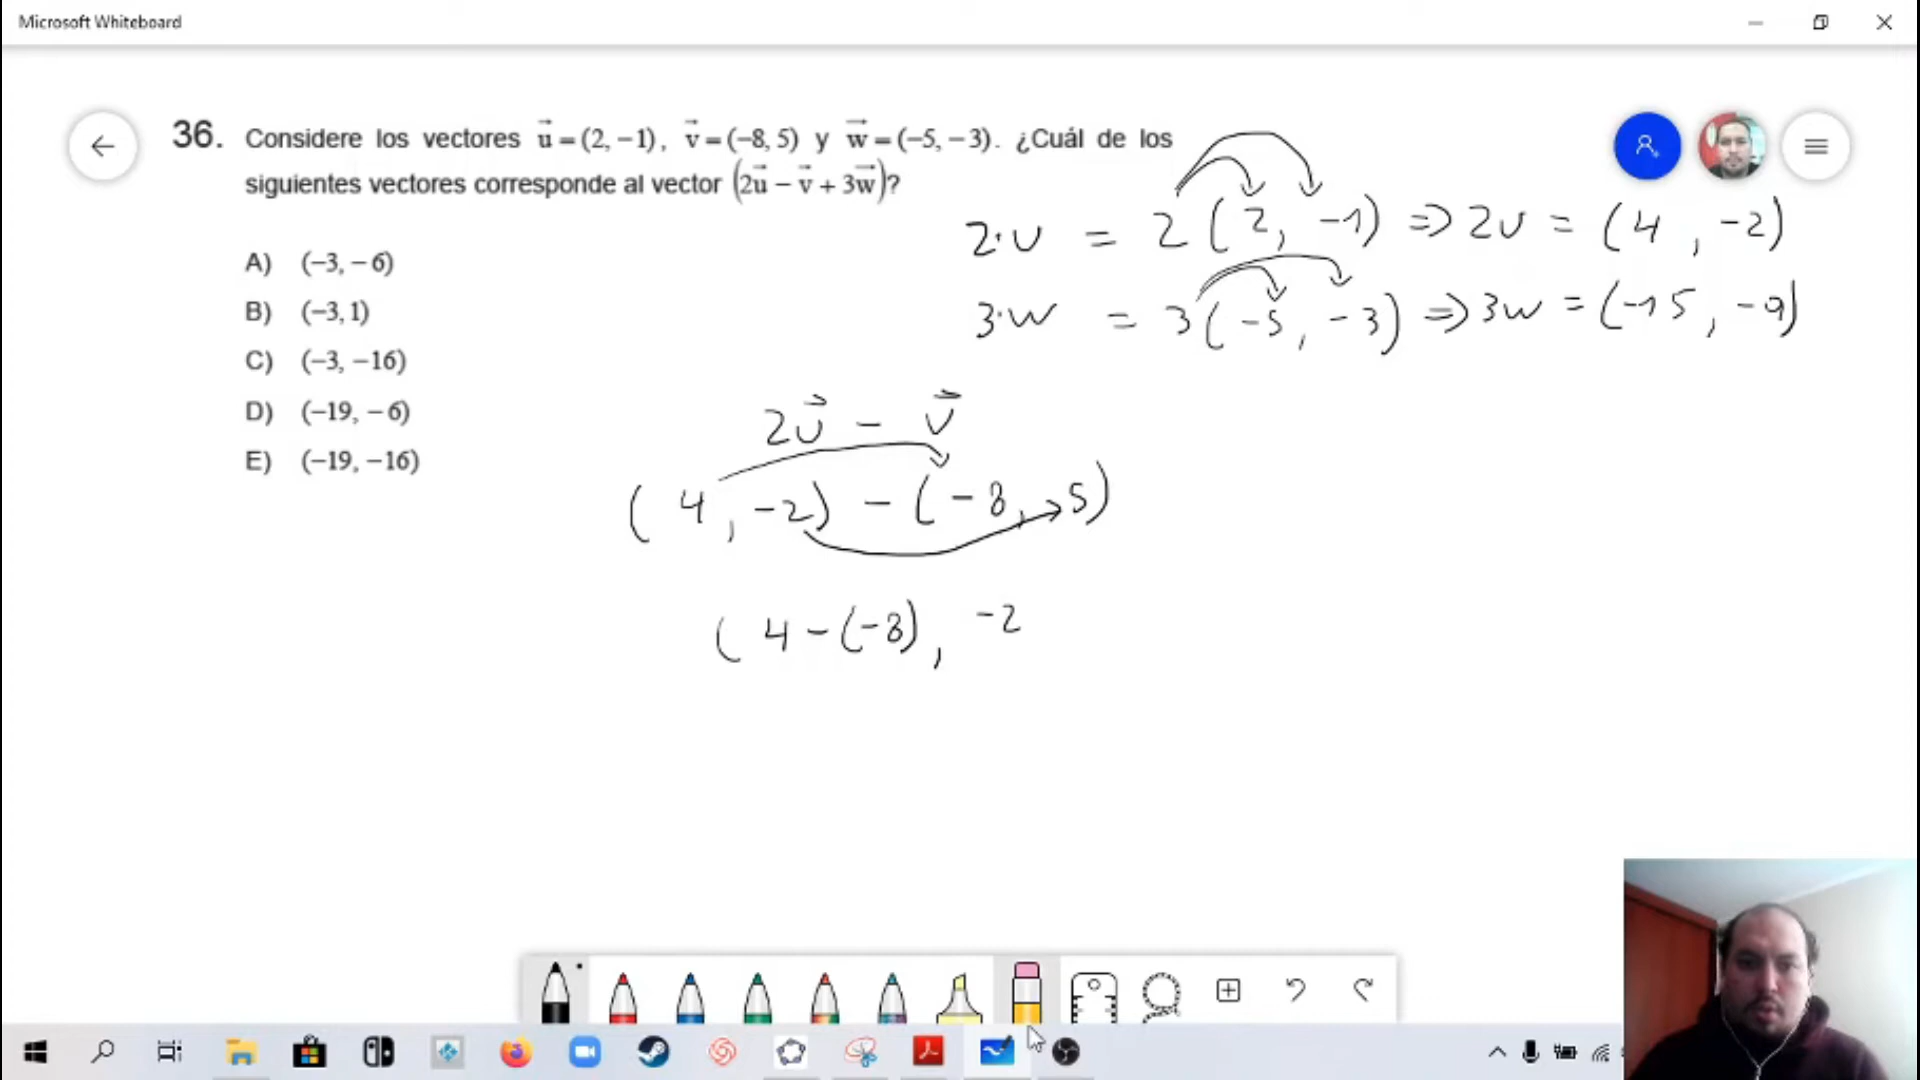 Microsoft Whiteboard
36. Considere los vectores u⃗ = (2, −1), v⃗ = (−8, 5) y w⃗ = (−5, −3). ¿Cuál de los
siguientes vectores corresponde al vector (2u⃗ − v⃗ + 3w⃗)?
A) (−3, −6)
B) (−3, 1)
C) (−3, −16)
D) (−19, −6)
E) (−19, −16)
2·u = 2(2, −1) ⇒ 2u = (4, −2)
3·w = 3(−5, −3) ⇒ 3w = (−15, −9)
2u⃗ − v⃗
(4, −2) − (−8, 5)
(4 − (−8), −2